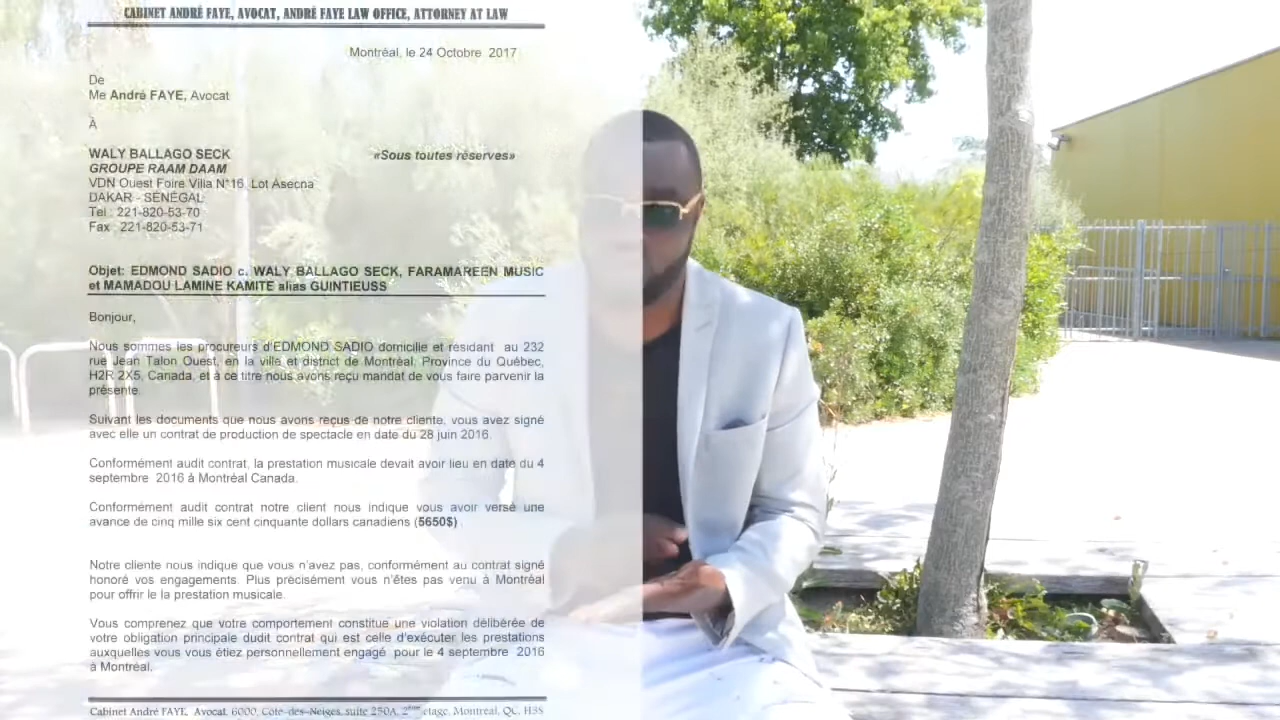 CABINET ANDRÉ FAYE, AVOCAT, ANDRÉ FAYE LAW OFFICE, ATTORNEY AT LAW
Montréal, le 24 Octobre 2017
De
Me André FAYE, Avocat
À
WALY BALLAGO SECK
«Sous toutes réserves»
GROUPE RAAM DAAM
VDN Ouest Foire Villa N°16 Lot Asecna
DAKAR - SÉNÉGAL
Tel : 221-820-53-70
Fax : 221-820-53-71
Objet: EDMOND SADIO c. WALY BALLAGO SECK, FARAMAREEN MUSIC
et MAMADOU LAMINE KAMITE alias GUINTIEUSS
Bonjour,
Nous sommes les procureurs d'EDMOND SADIO domicilie et résidant au 232
rue Jean Talon Ouest, en la ville et district de Montréal, Province du Québec,
H2R 2X5, Canada, et à ce titre nous avons reçu mandat de vous faire parvenir la
présente.
Suivant les documents que nous avons reçus de notre cliente, vous avez signé
avec elle un contrat de production de spectacle en date du 28 juin 2016.
Conformément audit contrat, la prestation musicale devait avoir lieu en date du 4
septembre 2016 à Montréal Canada.
Conformément audit contrat notre client nous indique vous avoir versé une
avance de cinq mille six cent cinquante dollars canadiens (5650$) .
Notre cliente nous indique que vous n'avez pas, conformément au contrat signé
honoré vos engagements. Plus précisément vous n'êtes pas venu à Montréal
pour offrir le la prestation musicale.
Vous comprenez que votre comportement constitue une violation délibérée de
votre obligation principale dudit contrat qui est celle d'exécuter les prestations
auxquelles vous vous étiez personnellement engagé pour le 4 septembre 2016
à Montréal.
Cabinet André FAYE, Avocat, 6000, Côte-des-Neiges, suite 250A, 2ème etage, Montreal, QC, H3S